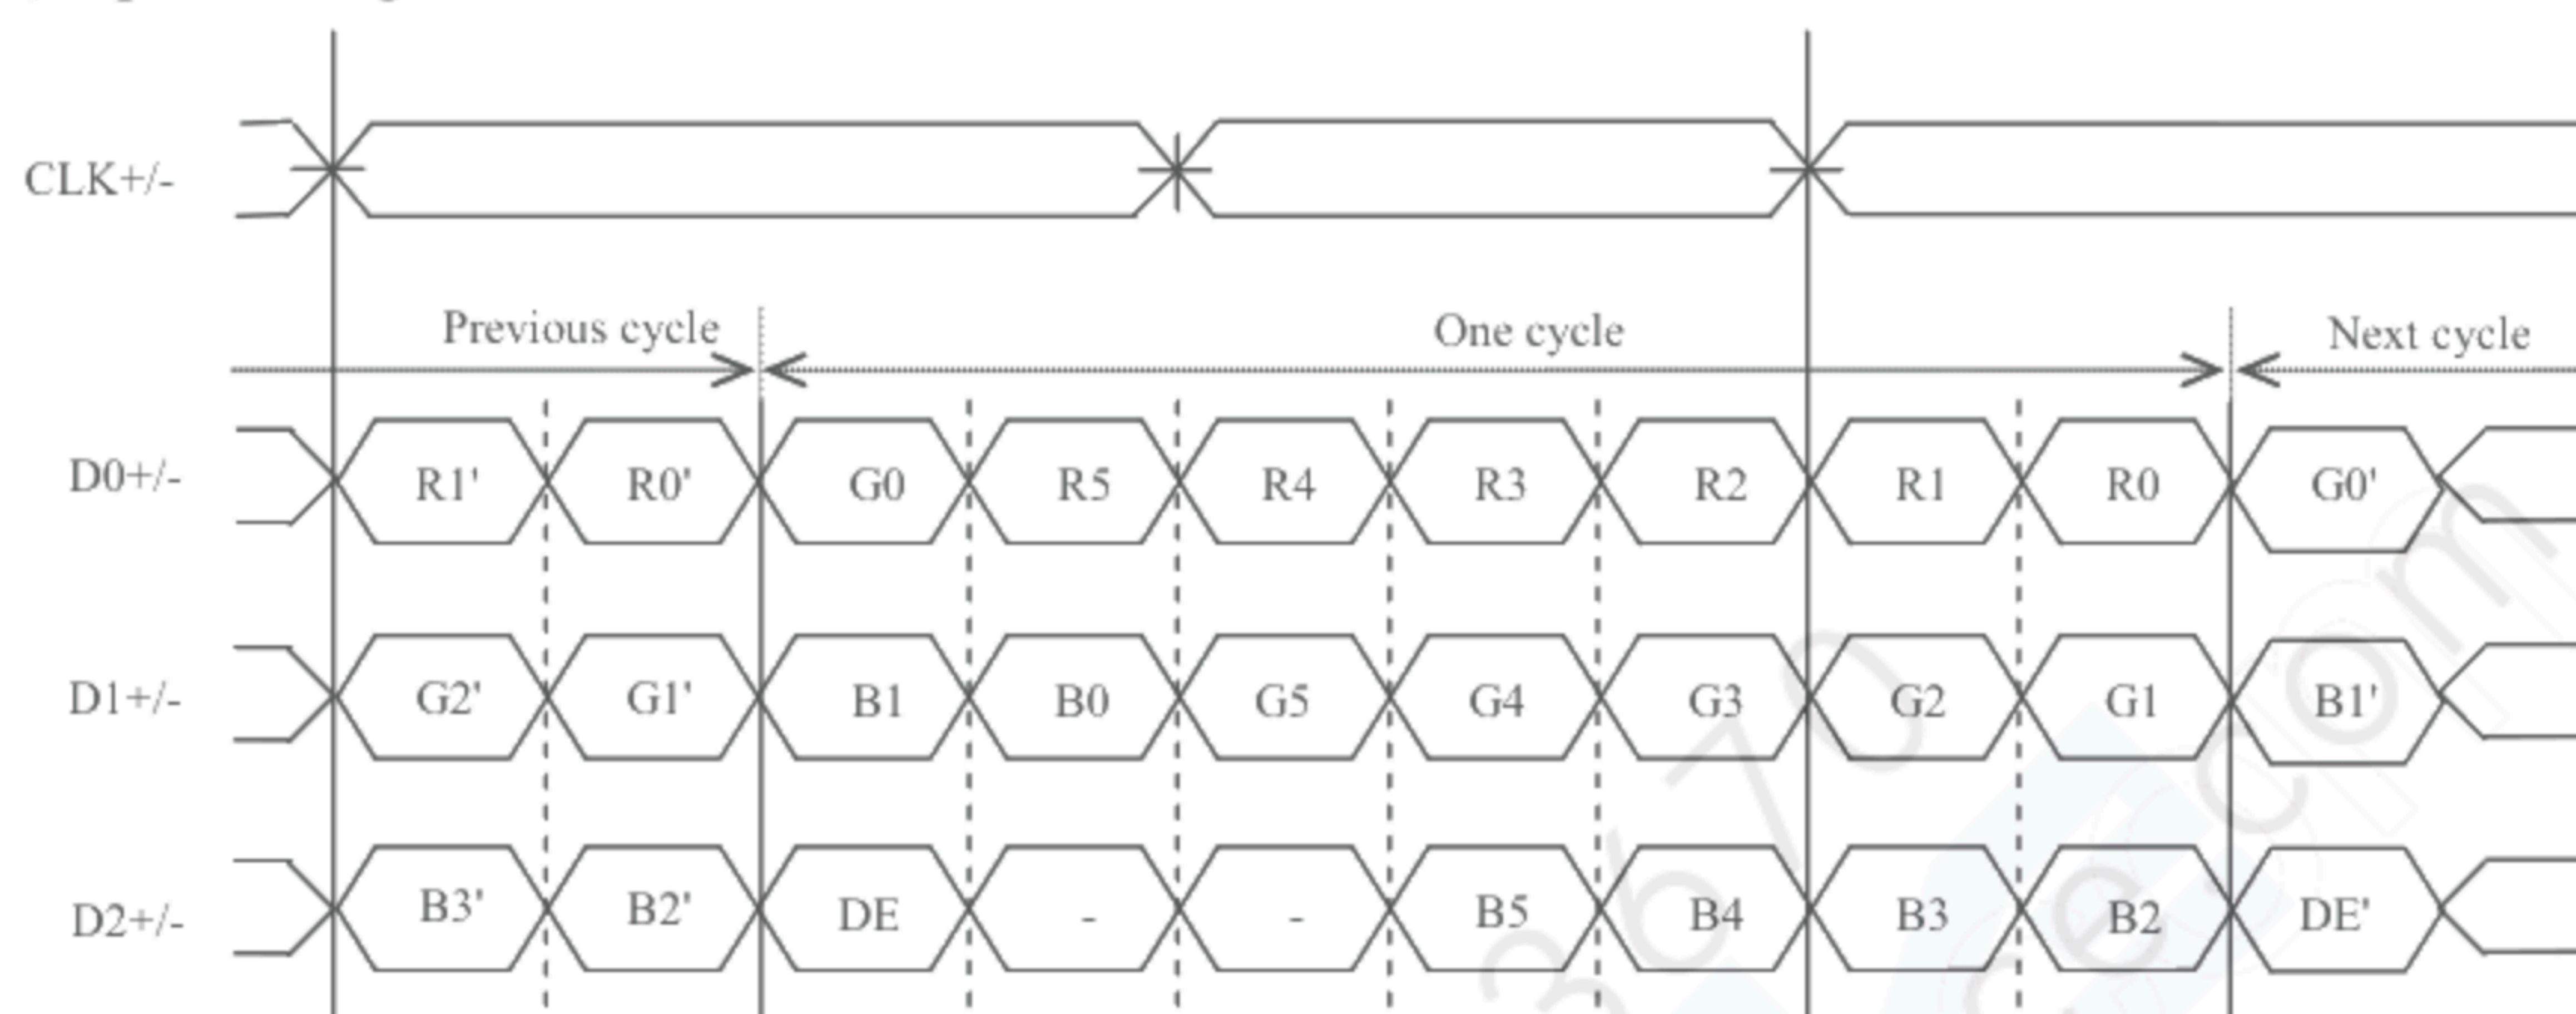 CLK+/-
Previous cycle One cycle Next cycle
D0+/- R1' R0' G0 R5 R4 R3 R2 R1 R0 G0'
D1+/- G2' G1' B1 B0 G5 G4 G3 G2 G1 B1'
D2+/- B3' B2' DE - - B5 B4 B3 B2 DE'